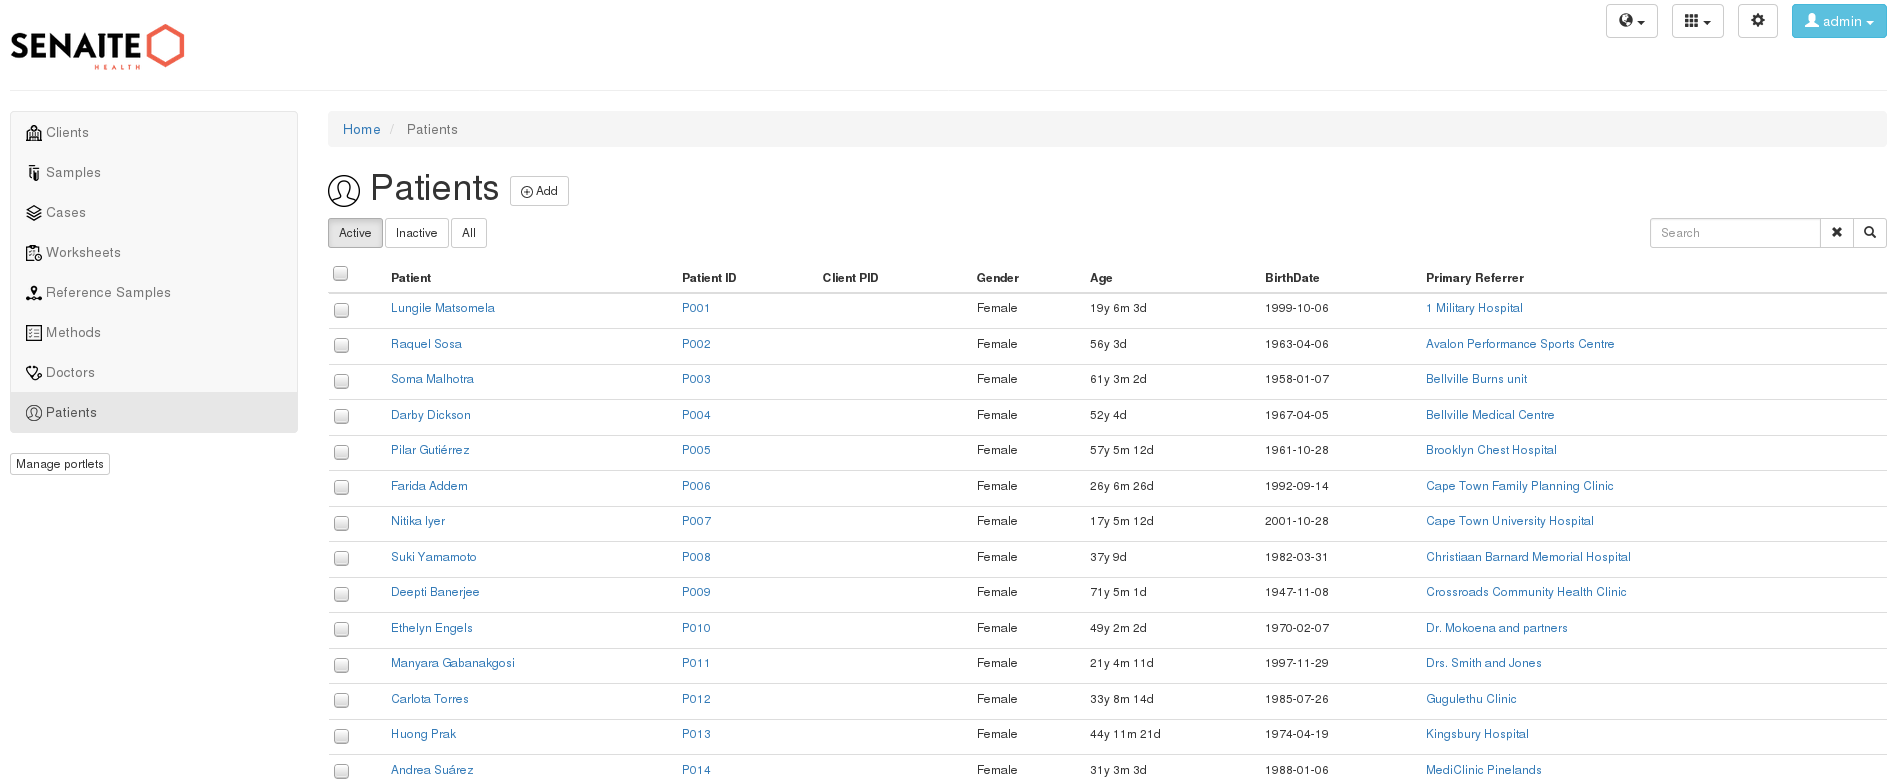 SENAITE
HEALTH
admin
Clients
Samples
Cases
Worksheets
Reference Samples
Methods
Doctors
Patients
Manage portlets
Home / Patients
Patients Add
Active Inactive All Search
Patient Patient ID Client PID Gender Age BirthDate Primary Referrer
Lungile Matsomela P001 Female 19y 6m 3d 1999-10-06 1 Military Hospital
Raquel Sosa P002 Female 56y 3d 1963-04-06 Avalon Performance Sports Centre
Soma Malhotra P003 Female 61y 3m 2d 1958-01-07 Bellville Burns unit
Darby Dickson P004 Female 52y 4d 1967-04-05 Bellville Medical Centre
Pilar Gutiérrez P005 Female 57y 5m 12d 1961-10-28 Brooklyn Chest Hospital
Farida Addem P006 Female 26y 6m 26d 1992-09-14 Cape Town Family Planning Clinic
Nitika Iyer P007 Female 17y 5m 12d 2001-10-28 Cape Town University Hospital
Suki Yamamoto P008 Female 37y 9d 1982-03-31 Christiaan Barnard Memorial Hospital
Deepti Banerjee P009 Female 71y 5m 1d 1947-11-08 Crossroads Community Health Clinic
Ethelyn Engels P010 Female 49y 2m 2d 1970-02-07 Dr. Mokoena and partners
Manyara Gabanakgosi P011 Female 21y 4m 11d 1997-11-29 Drs. Smith and Jones
Carlota Torres P012 Female 33y 8m 14d 1985-07-26 Gugulethu Clinic
Huong Prak P013 Female 44y 11m 21d 1974-04-19 Kingsbury Hospital
Andrea Suárez P014 Female 31y 3m 3d 1988-01-06 MediClinic Pinelands